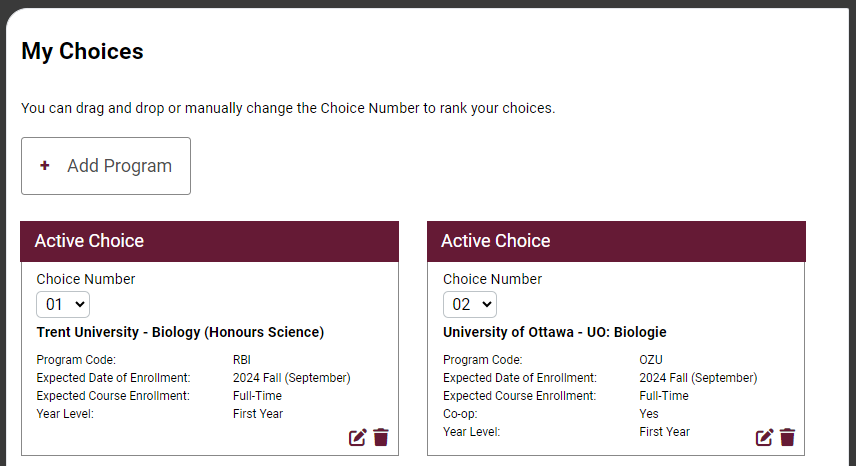 My Choices
You can drag and drop or manually change the Choice Number to rank your choices.
+ Add Program
Active Choice
Choice Number
01
Trent University - Biology (Honours Science)
Program Code: RBI
Expected Date of Enrollment: 2024 Fall (September)
Expected Course Enrollment: Full-Time
Year Level: First Year
Active Choice
Choice Number
02
University of Ottawa - UO: Biologie
Program Code: OZU
Expected Date of Enrollment: 2024 Fall (September)
Expected Course Enrollment: Full-Time
Co-op: Yes
Year Level: First Year